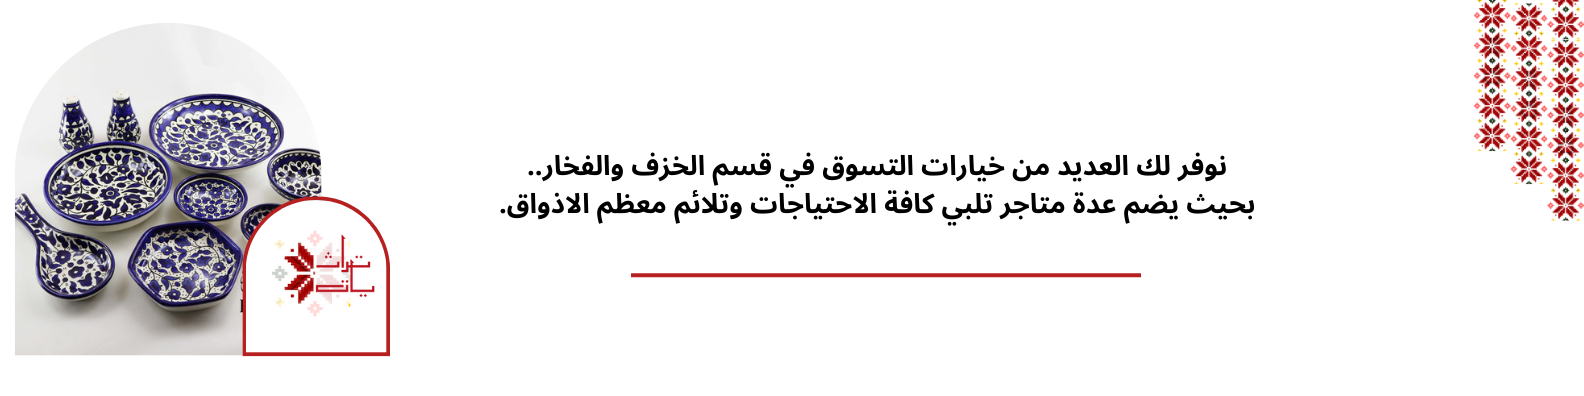 نوفر لك العديد من خيارات التسوق في قسم الخزف والفخار..
بحيث يضم عدة متاجر تلبي كافة الاحتياجات وتلائم معظم الاذواق.
تراث